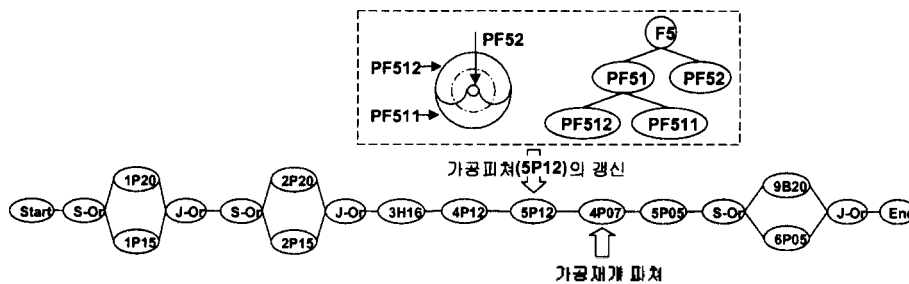 PF52
F5
PF512
PF51
PF52
PF511
PF512
PF511
가공피쳐(5P12)의 갱신
1P20
2P20
9B20
Start
S-Or
J-Or
S-Or
J-Or
3H16
4P12
5P12
4P07
5P05
S-Or
J-Or
End
1P15
2P15
6P05
가공재개 피쳐